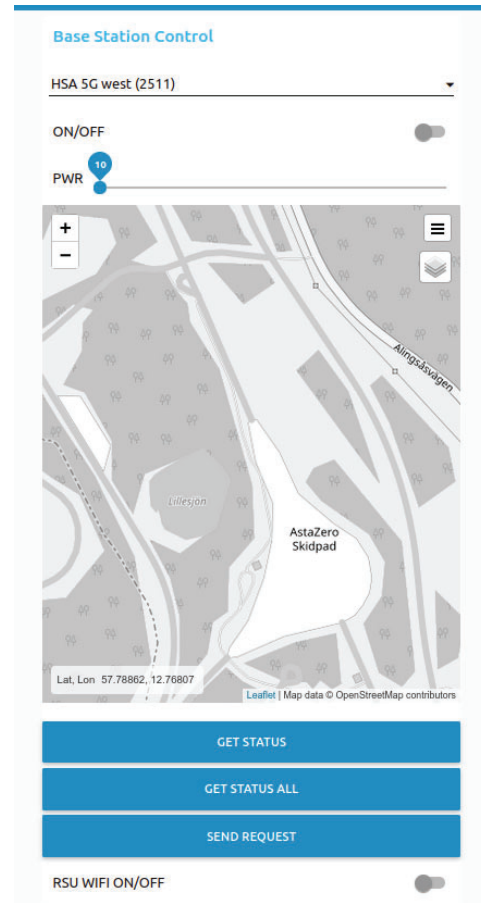 Base Station Control
HSA 5G west (2511)
ON/OFF
10
PWR
+
−
Alingsåsvägen
Lillesjön
AstaZero
Skidpad
Lat, Lon 57.78862, 12.76807
Leaflet | Map data © OpenStreetMap contributors
GET STATUS
GET STATUS ALL
SEND REQUEST
RSU WIFI ON/OFF